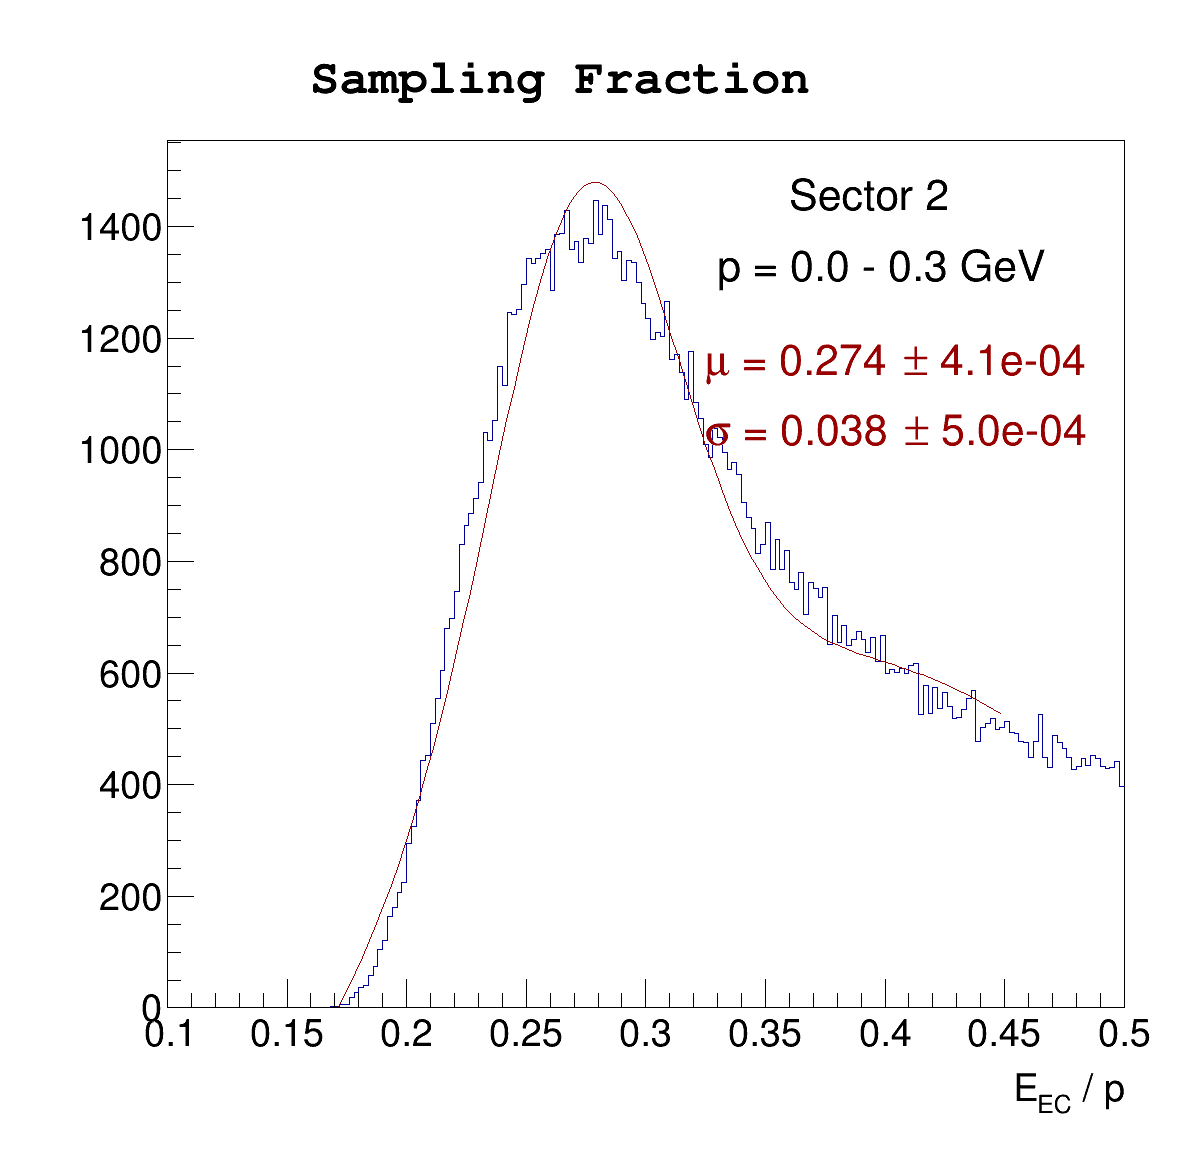 Sampling Fraction
Sector 2
p = 0.0 - 0.3 GeV
μ = 0.274 ± 4.1e-04
σ = 0.038 ± 5.0e-04
1400
1200
1000
800
600
400
200
0
0.1 0.15 0.2 0.25 0.3 0.35 0.4 0.45 0.5
E_EC / p